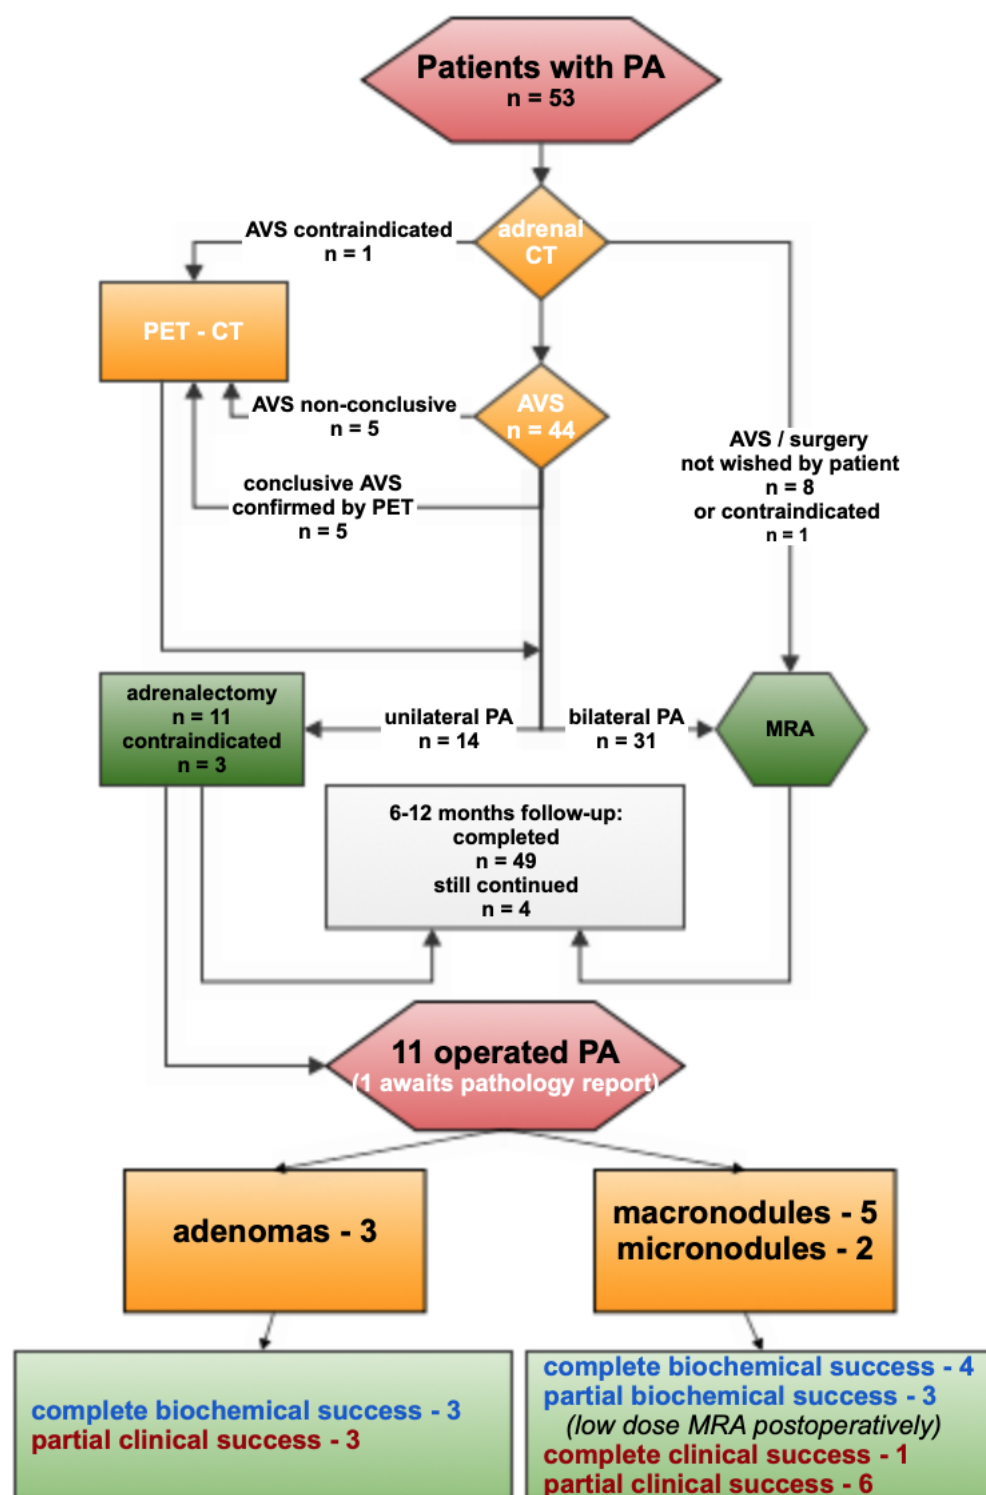 Patients with PA
n = 53
adrenal
CT
AVS contraindicated
n = 1
PET - CT
AVS
n = 44
AVS non-conclusive
n = 5
conclusive AVS
confirmed by PET
n = 5
AVS / surgery
not wished by patient
n = 8
or contraindicated
n = 1
adrenalectomy
n = 11
contraindicated
n = 3
unilateral PA
n = 14
bilateral PA
n = 31
MRA
6-12 months follow-up:
completed
n = 49
still continued
n = 4
11 operated PA
(1 awaits pathology report)
adenomas - 3
macronodules - 5
micronodules - 2
complete biochemical success - 3
partial clinical success - 3
complete biochemical success - 4
partial biochemical success - 3
(low dose MRA postoperatively)
complete clinical success - 1
partial clinical success - 6